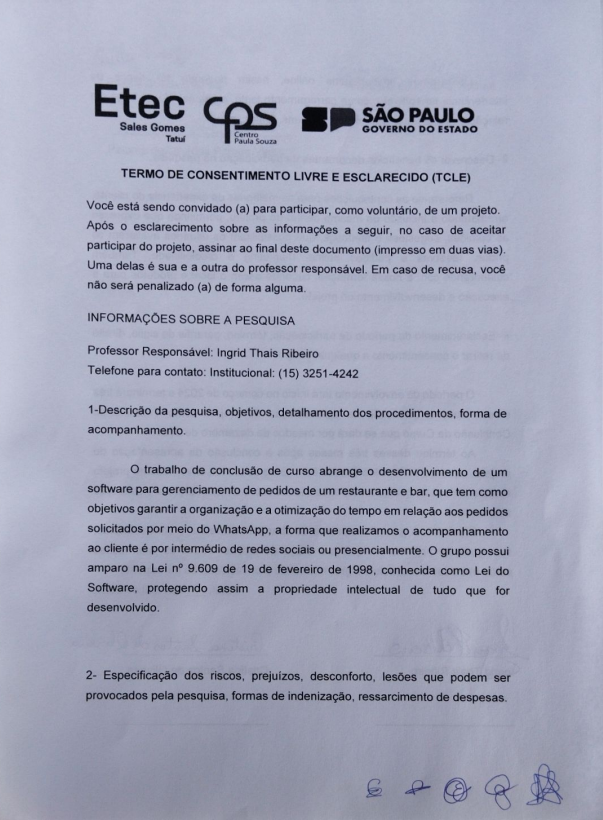 Etec
Sales Gomes
Tatuí
cps
Centro
Paula Souza
SP
SÃO PAULO
GOVERNO DO ESTADO
TERMO DE CONSENTIMENTO LIVRE E ESCLARECIDO (TCLE)
Você está sendo convidado (a) para participar, como voluntário, de um projeto.
Após o esclarecimento sobre as informações a seguir, no caso de aceitar
participar do projeto, assinar ao final deste documento (impresso em duas vias).
Uma delas é sua e a outra do professor responsável. Em caso de recusa, você
não será penalizado (a) de forma alguma.
INFORMAÇÕES SOBRE A PESQUISA
Professor Responsável: Ingrid Thais Ribeiro
Telefone para contato: Institucional: (15) 3251-4242
1-Descrição da pesquisa, objetivos, detalhamento dos procedimentos, forma de
acompanhamento.
O trabalho de conclusão de curso abrange o desenvolvimento de um
software para gerenciamento de pedidos de um restaurante e bar, que tem como
objetivos garantir a organização e a otimização do tempo em relação aos pedidos
solicitados por meio do WhatsApp, a forma que realizamos o acompanhamento
ao cliente é por intermédio de redes sociais ou presencialmente. O grupo possui
amparo na Lei nº 9.609 de 19 de fevereiro de 1998, conhecida como Lei do
Software, protegendo assim a propriedade intelectual de tudo que for
desenvolvido.
2- Especificação dos riscos, prejuízos, desconforto, lesões que podem ser
provocados pela pesquisa, formas de indenização, ressarcimento de despesas.